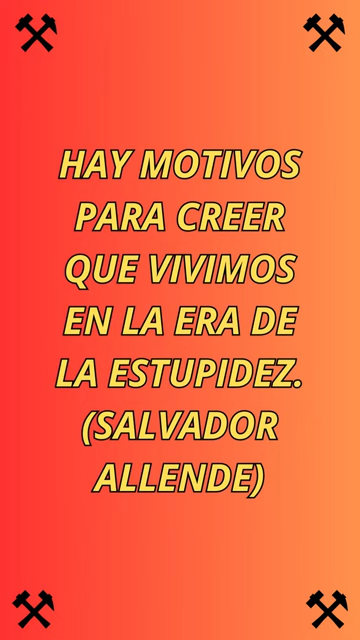 HAY MOTIVOS
PARA CREER
QUE VIVIMOS
EN LA ERA DE
LA ESTUPIDEZ.
(SALVADOR
ALLENDE)